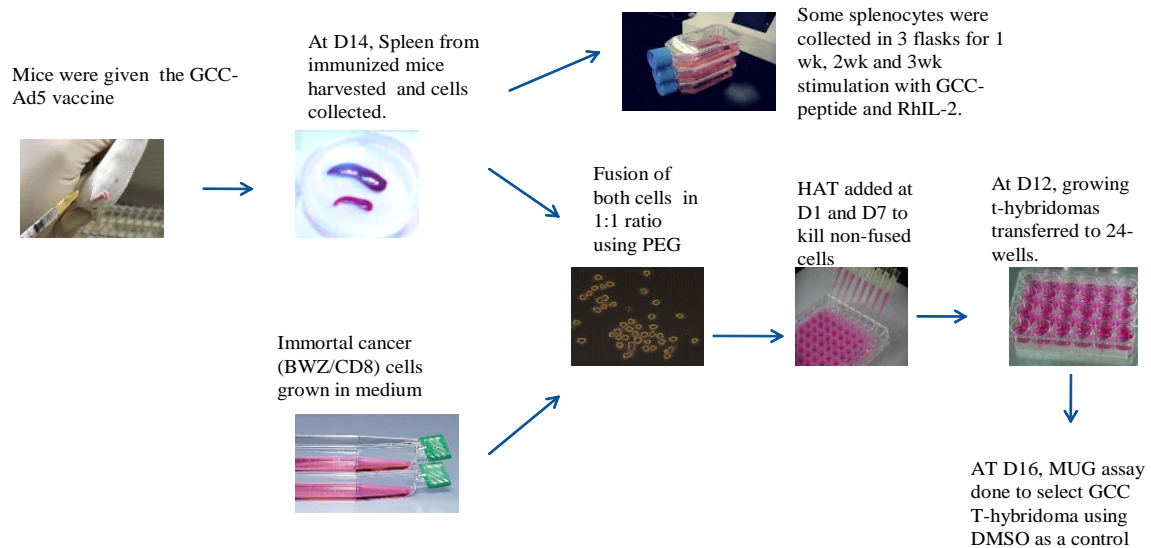 Mice were given the GCC-
Ad5 vaccine
At D14, Spleen from
immunized mice
harvested and cells
collected.
Some splenocytes were
collected in 3 flasks for 1
wk, 2wk and 3wk
stimulation with GCC-
peptide and RhIL-2.
Immortal cancer
(BWZ/CD8) cells
grown in medium
Fusion of
both cells in
1:1 ratio
using PEG
HAT added at
D1 and D7 to
kill non-fused
cells
At D12, growing
t-hybridomas
transferred to 24-
wells.
AT D16, MUG assay
done to select GCC
T-hybridoma using
DMSO as a control